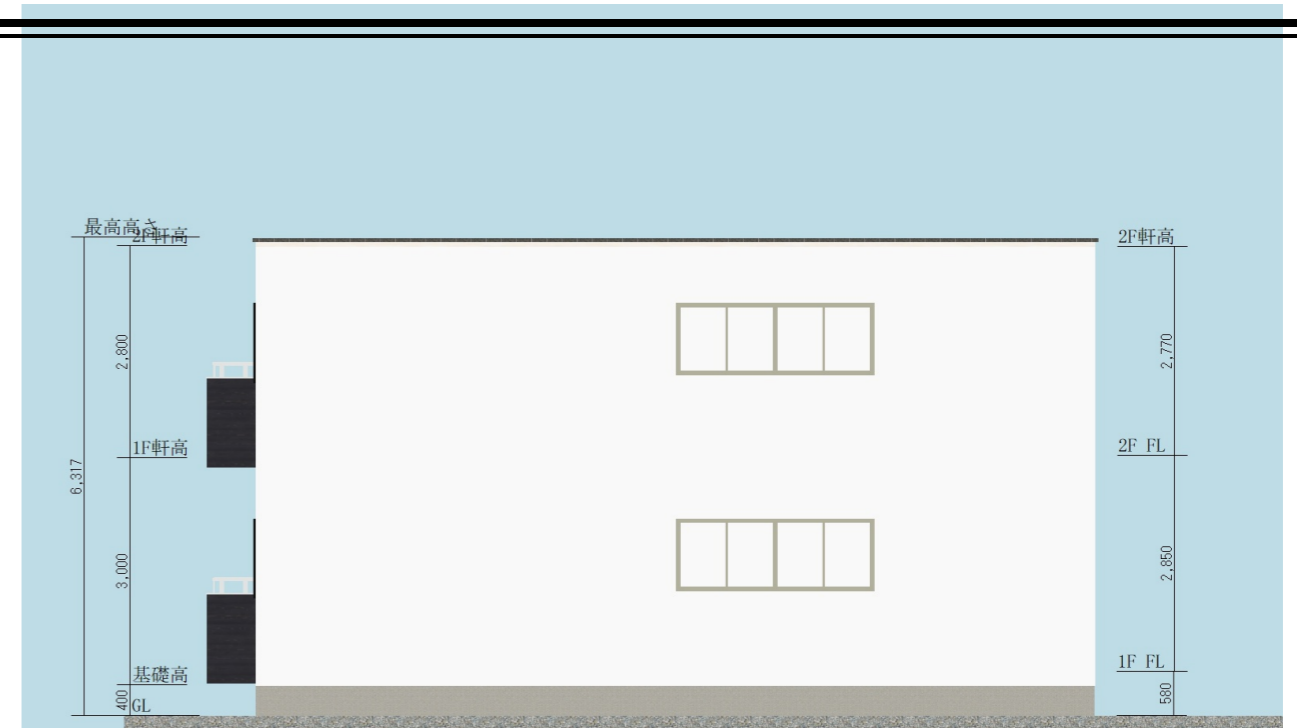 最高高さ
2F軒高
2F軒高
2,800
2,770
1F軒高
2F FL
6,317
3,000
2,850
基礎高
1F FL
400
GL
580